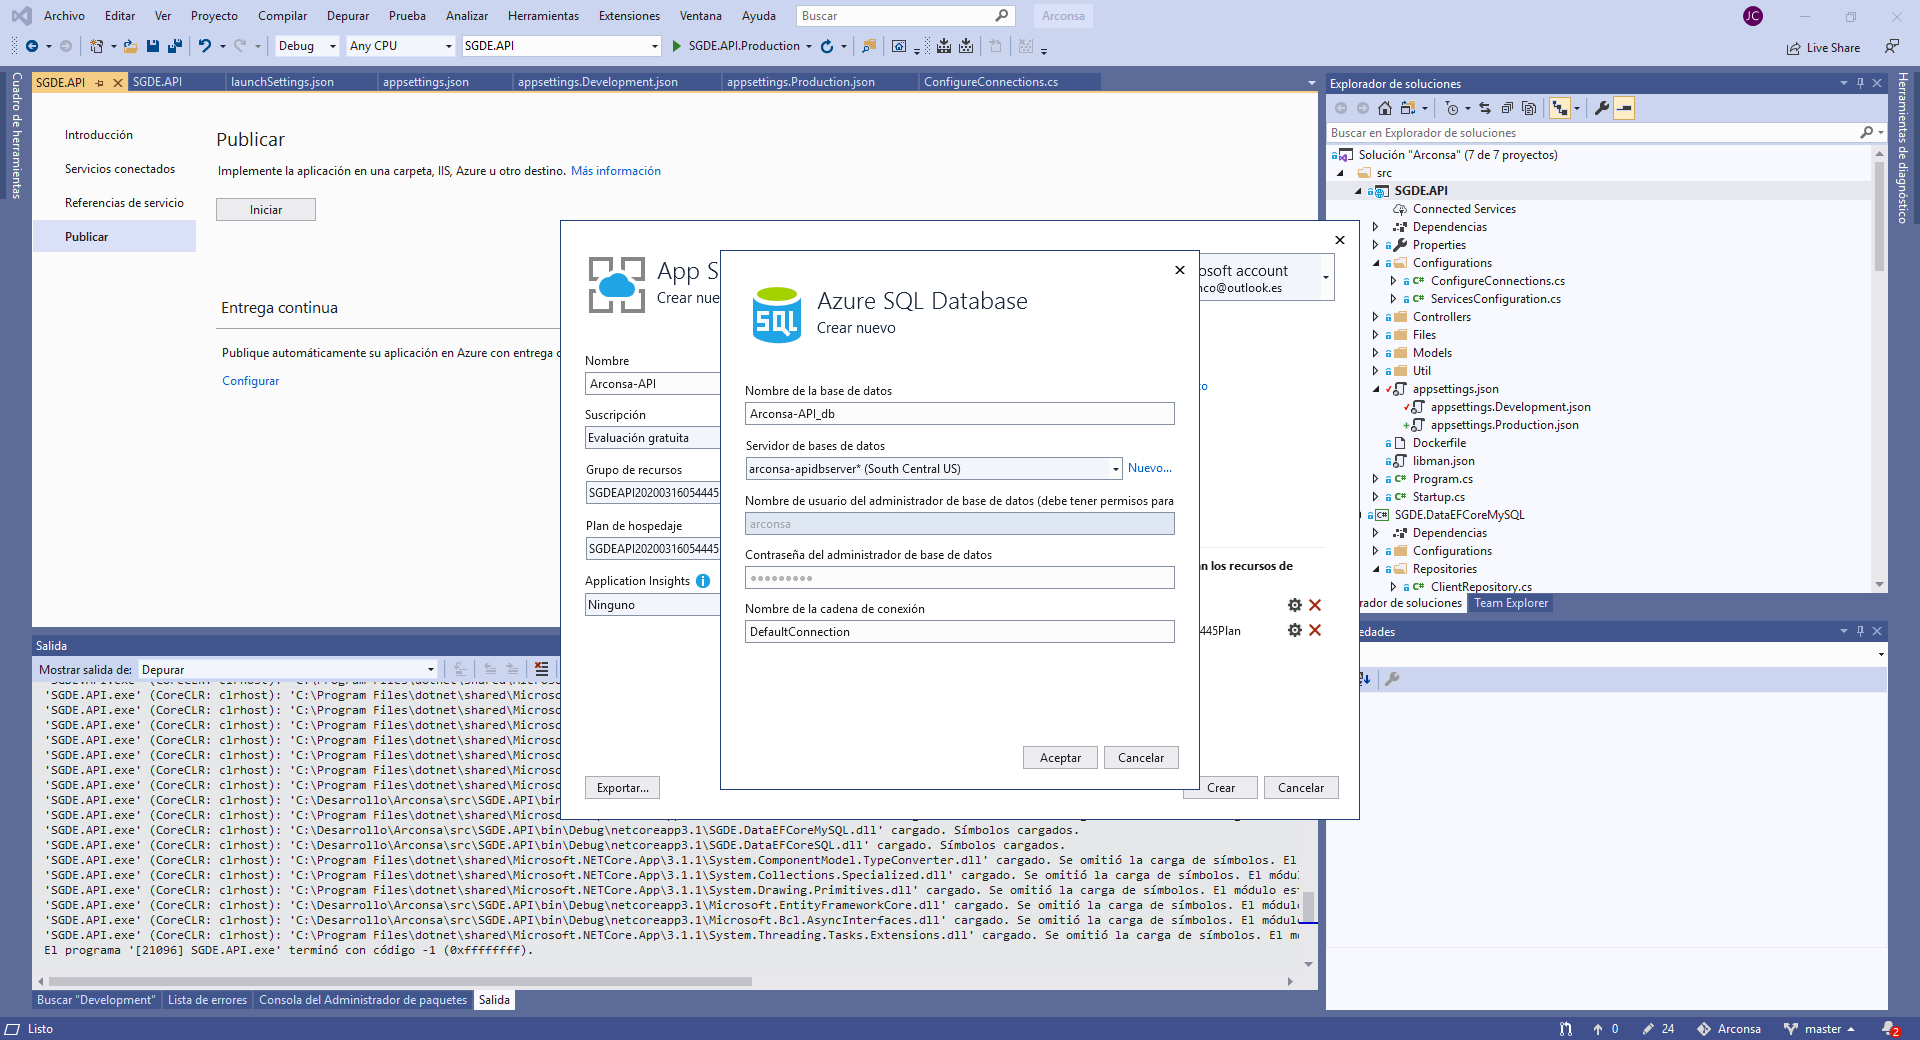 Archivo Editar Ver Proyecto Compilar Depurar Prueba Analizar Herramientas Extensiones Ventana Ayuda Buscar Arconsa JC
Debug Any CPU SGDE.API SGDE.API.Production Live Share
Cuadro de herramientas
SGDE.API SGDE.API launchSettings.json appsettings.json appsettings.Development.json appsettings.Production.json ConfigureConnections.cs
Introducción
Servicios conectados
Referencias de servicio
Publicar
Publicar
Implemente la aplicación en una carpeta, IIS, Azure u otro destino. Más información
Iniciar
Entrega continua
Publique automáticamente su aplicación en Azure con entrega c
Configurar
App S
Crear nue
osoft account
nco@outlook.es
Nombre
Arconsa-API
Suscripción
Evaluación gratuita
Grupo de recursos
SGDEAPI20200316054445
Plan de hospedaje
SGDEAPI20200316054445
Application Insights
Ninguno
Exportar...
an los recursos de
445Plan
Crear
Cancelar
Azure SQL Database
Crear nuevo
Nombre de la base de datos
Arconsa-API_db
Servidor de bases de datos
arconsa-apidbserver* (South Central US) Nuevo...
Nombre de usuario del administrador de base de datos (debe tener permisos para
arconsa
Contraseña del administrador de base de datos
Nombre de la cadena de conexión
DefaultConnection
Aceptar
Cancelar
Explorador de soluciones
Buscar en Explorador de soluciones
Solución "Arconsa" (7 de 7 proyectos)
src
SGDE.API
Connected Services
Dependencias
Properties
Configurations
C# ConfigureConnections.cs
C# ServicesConfiguration.cs
Controllers
Files
Models
Util
appsettings.json
appsettings.Development.json
appsettings.Production.json
Dockerfile
libman.json
C# Program.cs
C# Startup.cs
C# SGDE.DataEFCoreMySQL
Dependencias
Configurations
Repositories
C# ClientRepository.cs
rador de soluciones Team Explorer
Herramientas de diagnóstico
edades
Salida
Mostrar salida de: Depurar
'SGDE.API.exe' (CoreCLR: clrhost): 'C:\Program Files\dotnet\shared\Microso
'SGDE.API.exe' (CoreCLR: clrhost): 'C:\Program Files\dotnet\shared\Microso
'SGDE.API.exe' (CoreCLR: clrhost): 'C:\Program Files\dotnet\shared\Microso
'SGDE.API.exe' (CoreCLR: clrhost): 'C:\Program Files\dotnet\shared\Microso
'SGDE.API.exe' (CoreCLR: clrhost): 'C:\Program Files\dotnet\shared\Microso
'SGDE.API.exe' (CoreCLR: clrhost): 'C:\Program Files\dotnet\shared\Microso
'SGDE.API.exe' (CoreCLR: clrhost): 'C:\Program Files\dotnet\shared\Microso
'SGDE.API.exe' (CoreCLR: clrhost): 'C:\Program Files\dotnet\shared\Microso
'SGDE.API.exe' (CoreCLR: clrhost): 'C:\Desarrollo\Arconsa\src\SGDE.API\bin
'SGDE.API.exe' (CoreCLR: clrhost): 'C:\Program Files\dotnet\shared\Microso
'SGDE.API.exe' (CoreCLR: clrhost): 'C:\Desarrollo\Arconsa\src\SGDE.API\bin\Debug\netcoreapp3.1\SGDE.DataEFCoreMySQL.dll' cargado. Símbolos cargados.
'SGDE.API.exe' (CoreCLR: clrhost): 'C:\Desarrollo\Arconsa\src\SGDE.API\bin\Debug\netcoreapp3.1\SGDE.DataEFCoreSQL.dll' cargado. Símbolos cargados.
'SGDE.API.exe' (CoreCLR: clrhost): 'C:\Program Files\dotnet\shared\Microsoft.NETCore.App\3.1.1\System.ComponentModel.TypeConverter.dll' cargado. Se omitió la carga de símbolos. El
'SGDE.API.exe' (CoreCLR: clrhost): 'C:\Program Files\dotnet\shared\Microsoft.NETCore.App\3.1.1\System.Collections.Specialized.dll' cargado. Se omitió la carga de símbolos. El módul
'SGDE.API.exe' (CoreCLR: clrhost): 'C:\Program Files\dotnet\shared\Microsoft.NETCore.App\3.1.1\System.Drawing.Primitives.dll' cargado. Se omitió la carga de símbolos. El módulo es
'SGDE.API.exe' (CoreCLR: clrhost): 'C:\Desarrollo\Arconsa\src\SGDE.API\bin\Debug\netcoreapp3.1\Microsoft.EntityFrameworkCore.dll' cargado. Se omitió la carga de símbolos. El módulo
'SGDE.API.exe' (CoreCLR: clrhost): 'C:\Desarrollo\Arconsa\src\SGDE.API\bin\Debug\netcoreapp3.1\Microsoft.Bcl.AsyncInterfaces.dll' cargado. Se omitió la carga de símbolos. El módulo
'SGDE.API.exe' (CoreCLR: clrhost): 'C:\Program Files\dotnet\shared\Microsoft.NETCore.App\3.1.1\System.Threading.Tasks.Extensions.dll' cargado. Se omitió la carga de símbolos. El m
El programa '[21096] SGDE.API.exe' terminó con código -1 (0xffffffff).
Buscar "Development" Lista de errores Consola del Administrador de paquetes Salida
Listo 0 24 Arconsa master 2